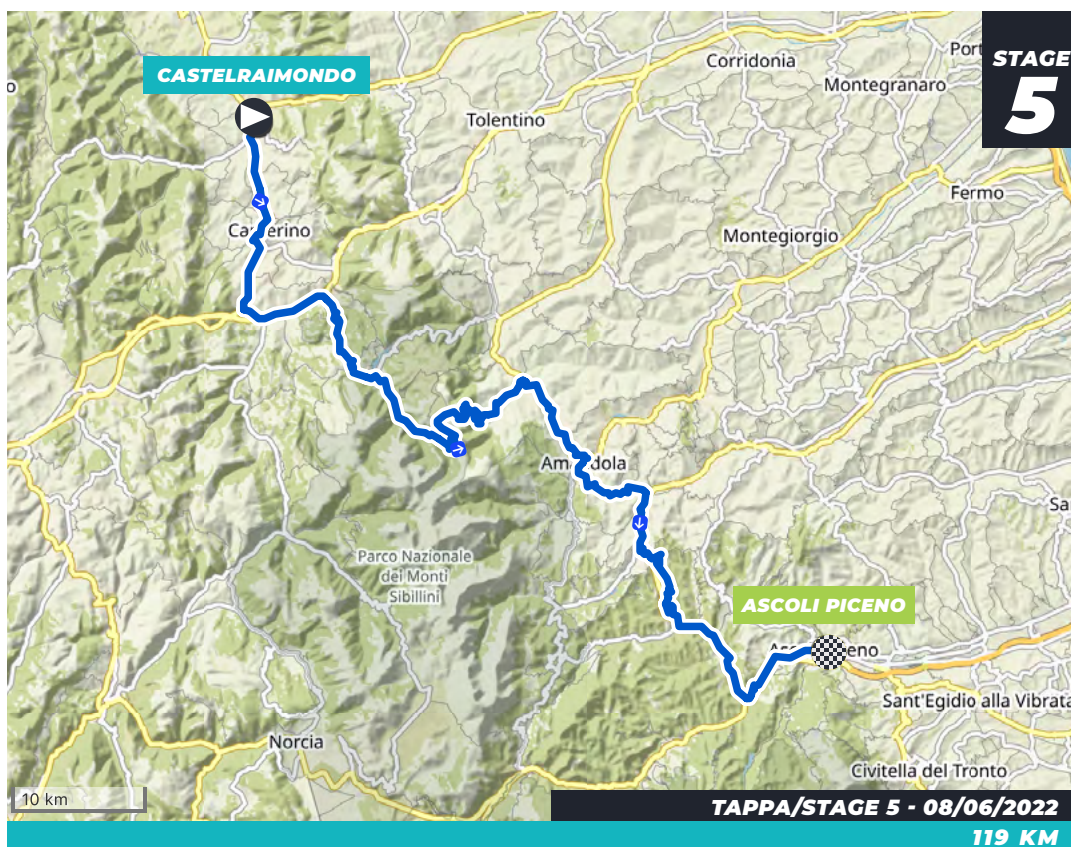 STAGE
5
CASTELRAIMONDO
Corridonia
Montegranaro
Tolentino
Fermo
Montegiorgio
Parco Nazionale
dei Monti
Sibillini
ASCOLI PICENO
Sant'Egidio alla Vibrata
Norcia
Civitella del Tronto
10 km
TAPPA/STAGE 5 - 08/06/2022
119 KM